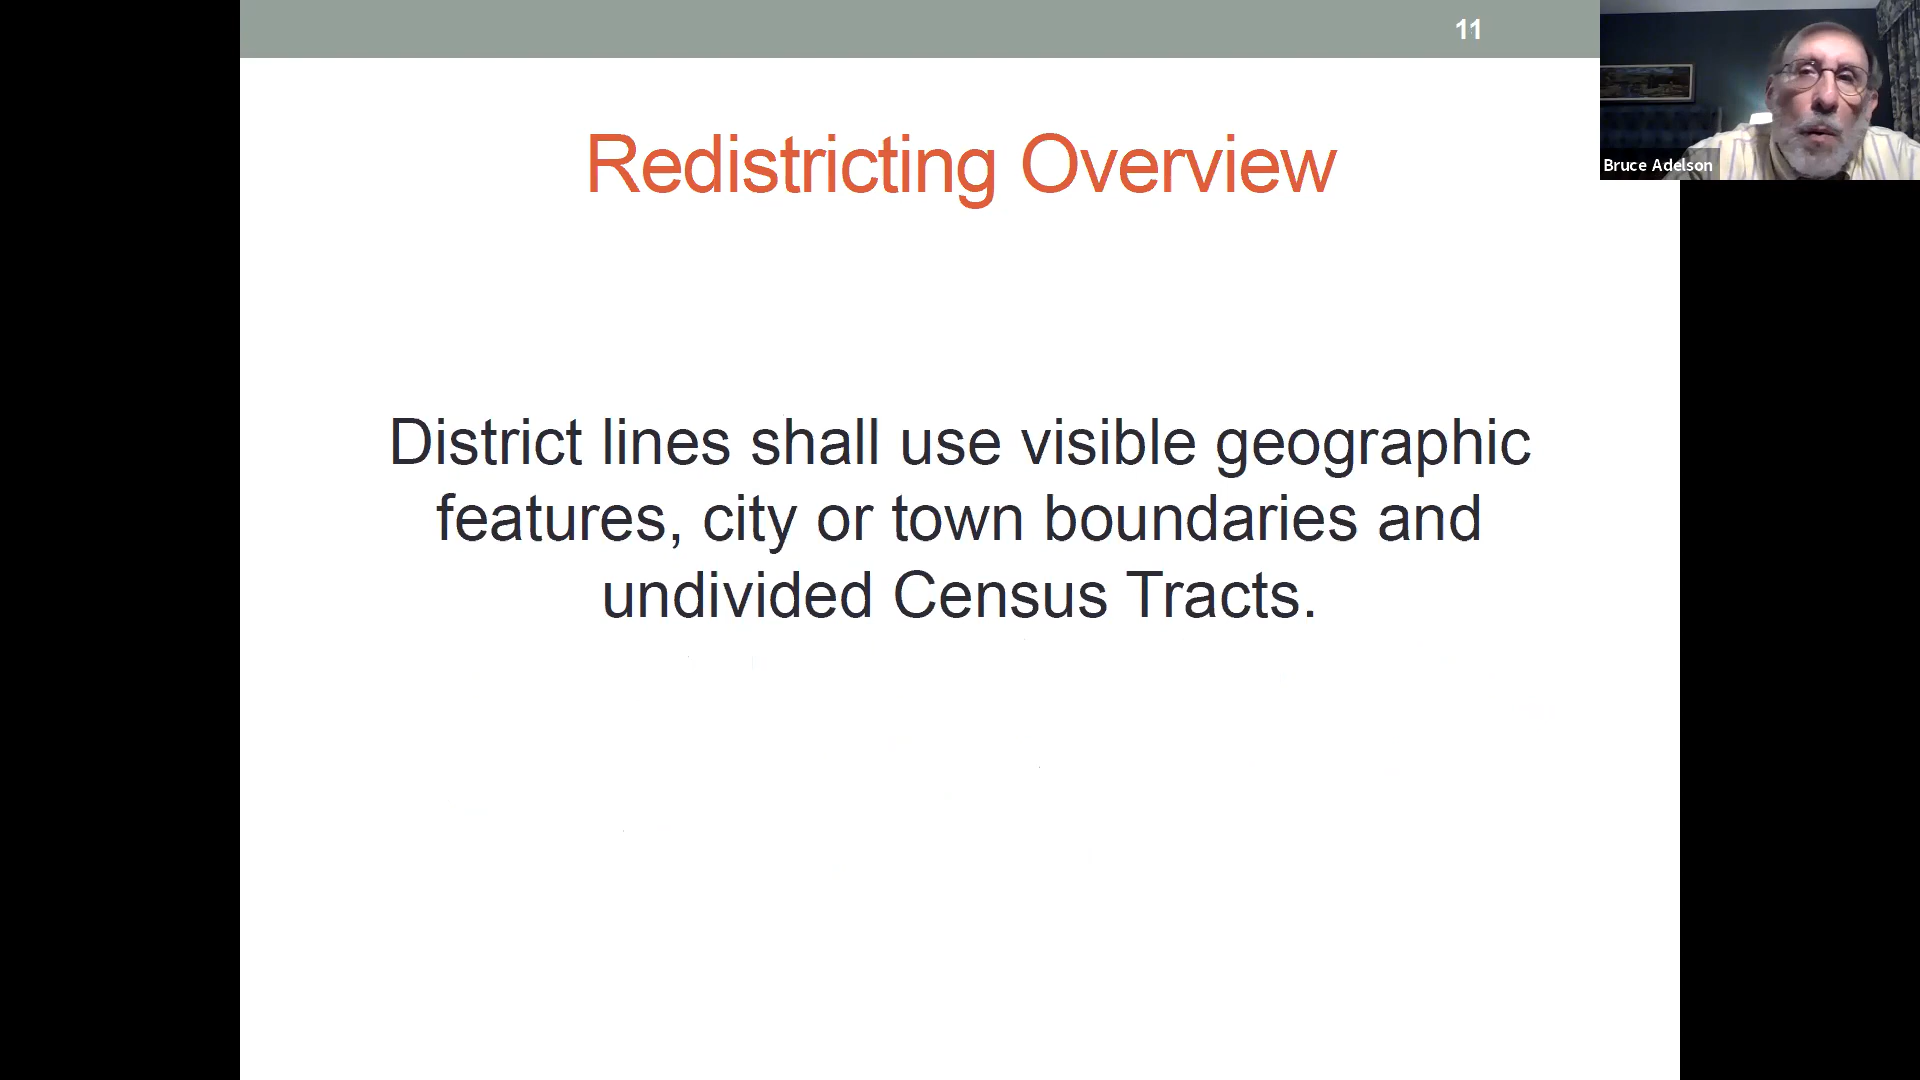 11
Redistricting Overview
Bruce Adelson
District lines shall use visible geographic
features, city or town boundaries and
undivided Census Tracts.